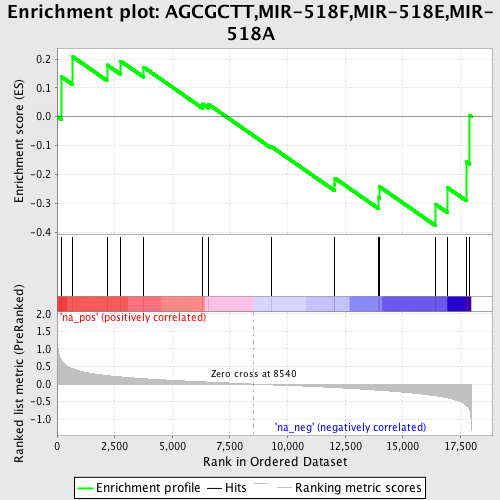 Enrichment plot: AGCGCTT,MIR-518F,MIR-518E,MIR-
518A
Enrichment score (ES)
0.2
0.1
0.0
-0.1
-0.2
-0.3
-0.4
'na_pos' (positively correlated)
Ranked list metric (PreRanked)
2.0
1.5
1.0
0.5
0.0
-0.5
-1.0
Zero cross at 8540
'na_neg' (negatively correlated)
0
2,500
5,000
7,500
10,000
12,500
15,000
17,500
Rank in Ordered Dataset
Enrichment profile
Hits
Ranking metric scores